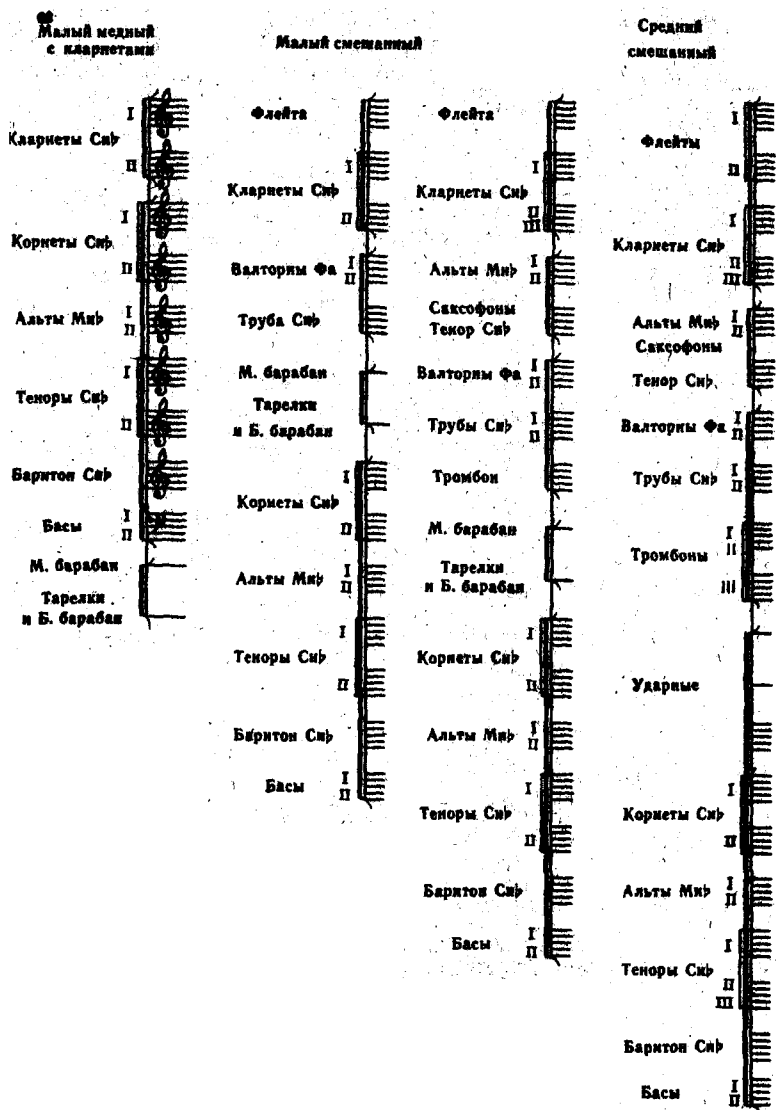 Малый медный
с кларнетами
I
Кларнеты Си♭
II
I
Корнеты Си♭
II
Альты Ми♭ I
II
I
Теноры Си♭
II
Баритон Си♭
Басы I
II
М. барабан
Тарелки
и Б. барабан
Малый смешанный
Флейта
I
Кларнеты Си♭
II
Валторны Фа I
II
Труба Си♭
М. барабан
Тарелки
и Б. барабан
I
Корнеты Си♭
II
Альты Ми♭ I
II
I
Теноры Си♭
II
Баритон Си♭
Басы I
II
Флейта
I
Кларнеты Си♭
II
III
Альты Ми♭ I
II
Саксофоны
Тенор Си♭
Валторны Фа I
II
Трубы Си♭ I
II
Тромбон
М. барабан
Тарелки
и Б. барабан
I
Корнеты Си♭
II
Альты Ми♭ I
II
I
Теноры Си♭
II
Баритон Си♭
Басы I
II
Средний
смешанный
I
Флейты
II
I
Кларнеты Си♭
II
III
Альты Ми♭ I
II
Саксофоны
Тенор Си♭
Валторны Фа I
II
Трубы Си♭ I
II
I
II
Тромбоны
III
Ударные
I
Корнеты Си♭
II
Альты Ми♭ I
II
I
Теноры Си♭
II
III
Баритон Си♭
Басы I
II